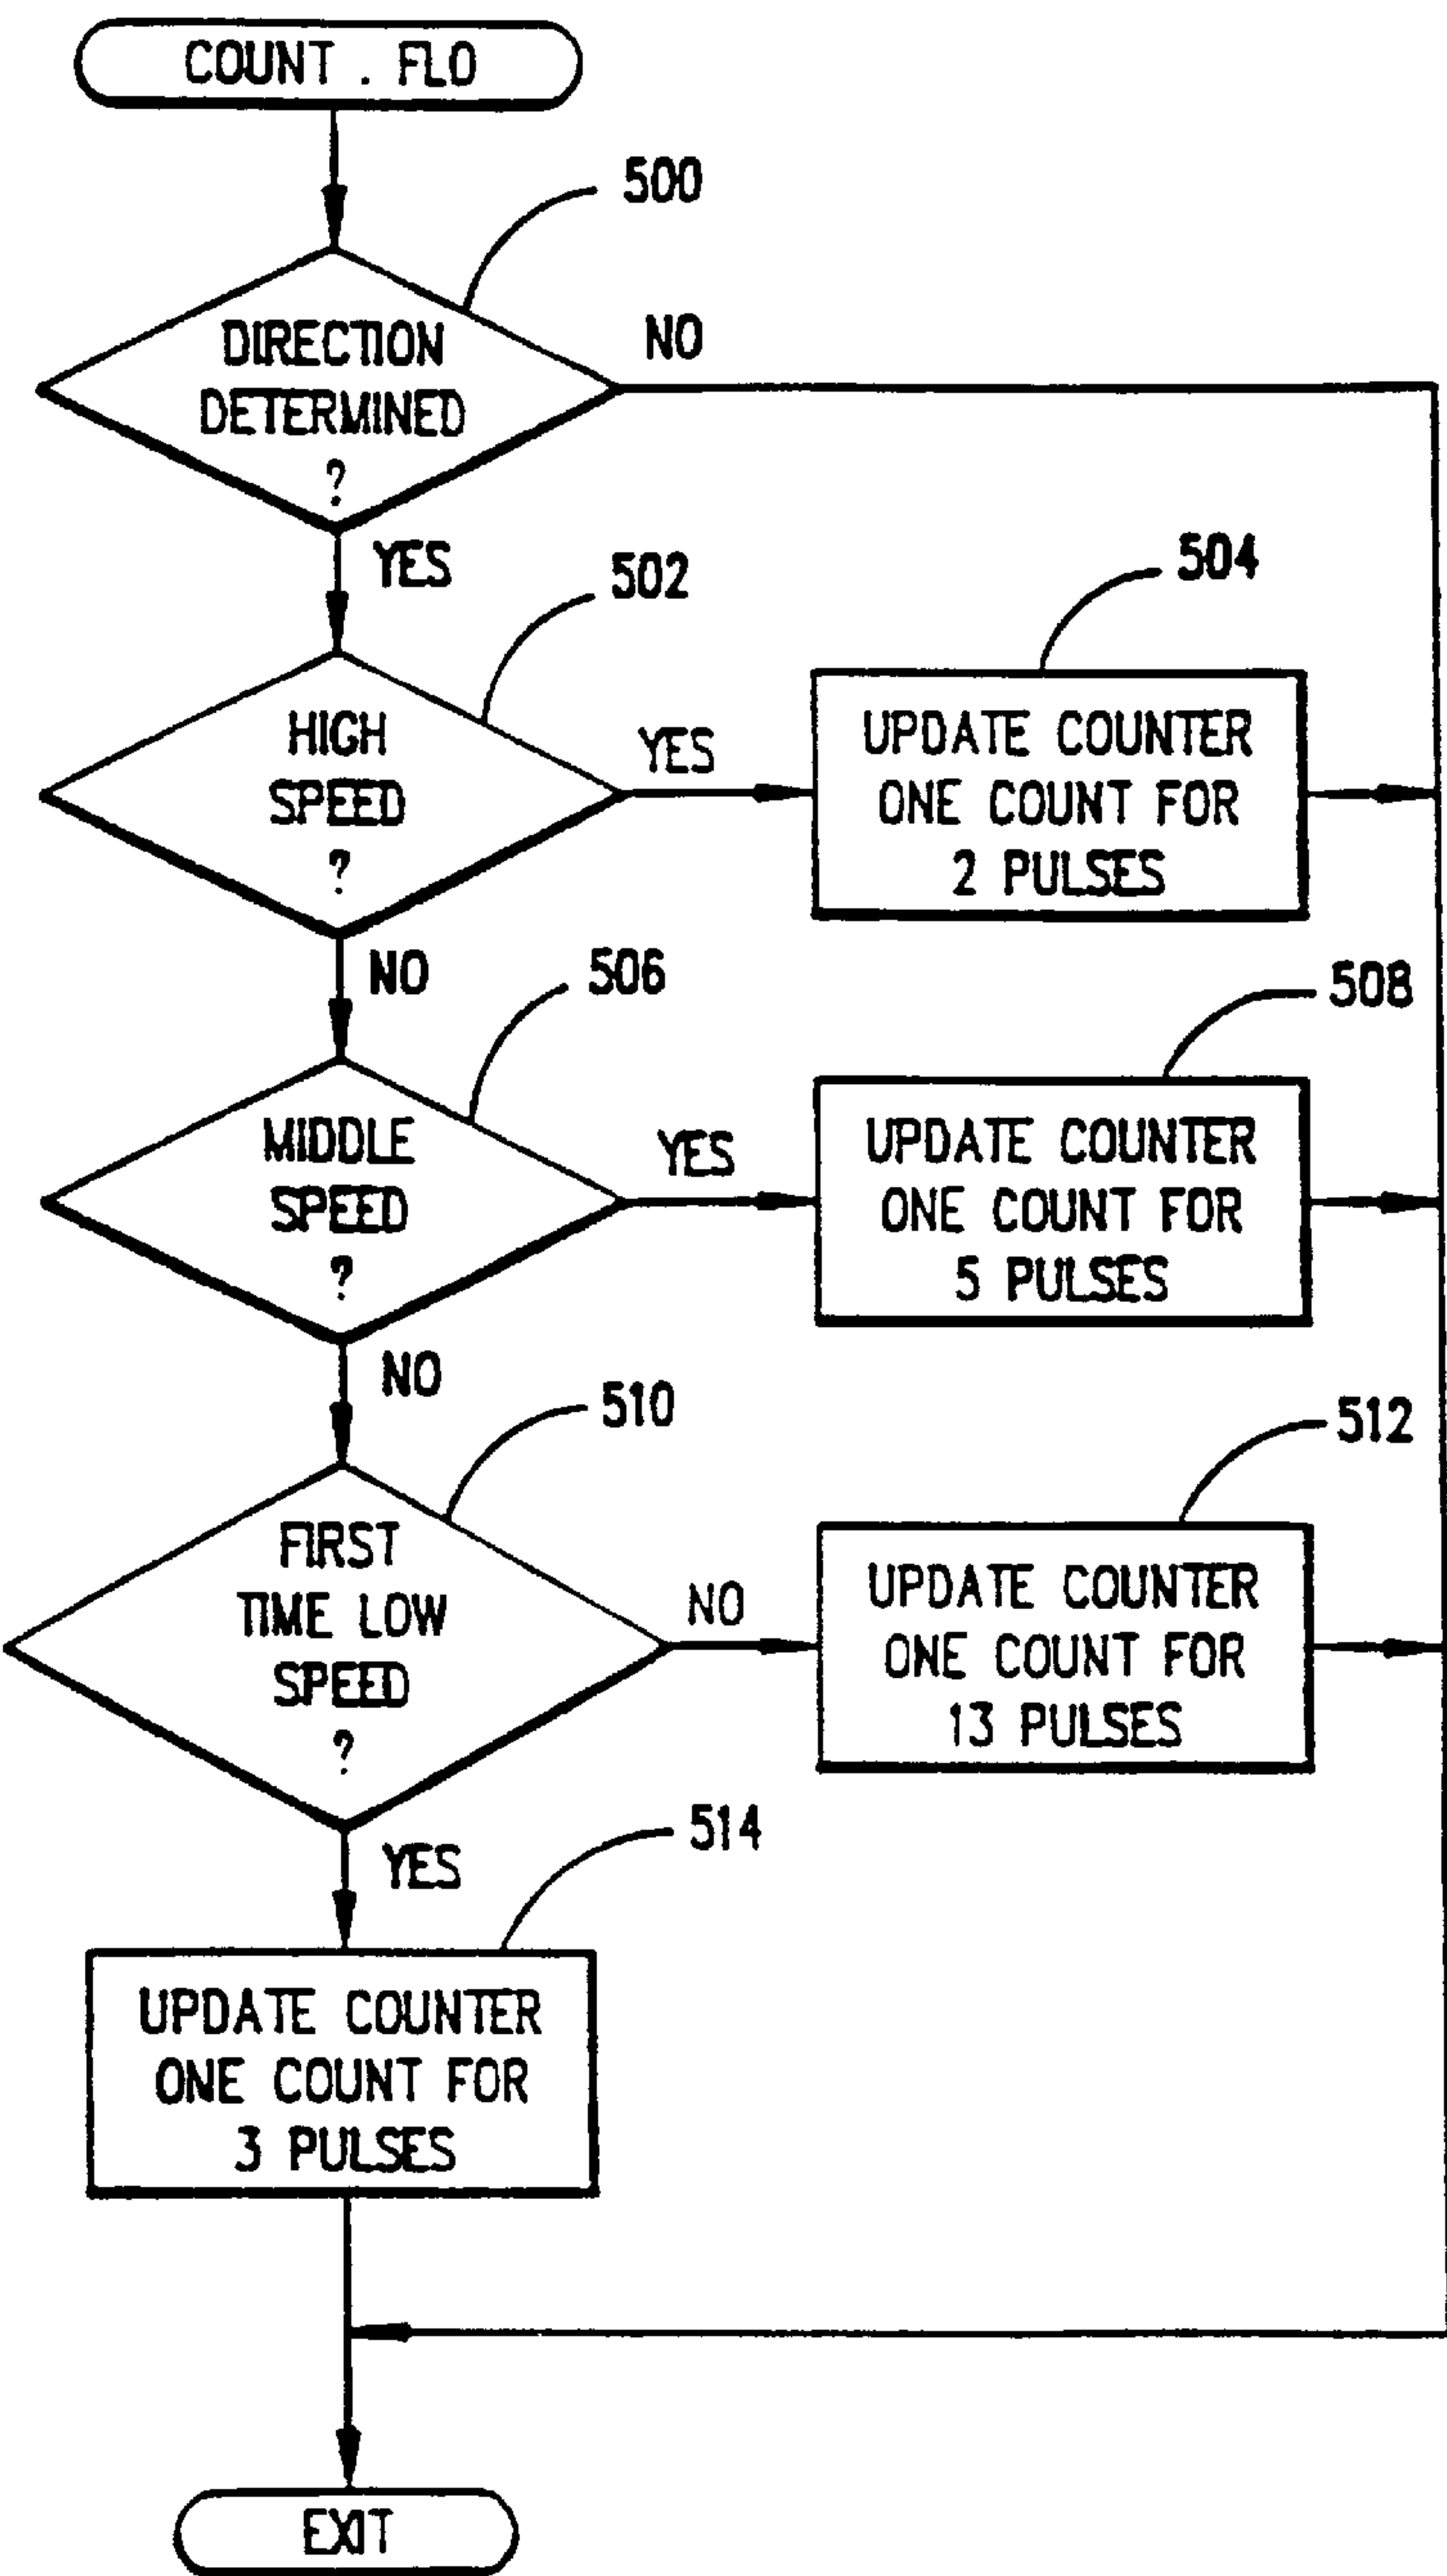 COUNT . FLO
500
DIRECTION
DETERMINED
?
NO
YES
502
HIGH
SPEED
?
YES
504
UPDATE COUNTER
ONE COUNT FOR
2 PULSES
NO
506
MIDDLE
SPEED
?
YES
508
UPDATE COUNTER
ONE COUNT FOR
5 PULSES
NO
510
FIRST
TIME LOW
SPEED
?
NO
512
UPDATE COUNTER
ONE COUNT FOR
13 PULSES
YES
514
UPDATE COUNTER
ONE COUNT FOR
3 PULSES
EXIT